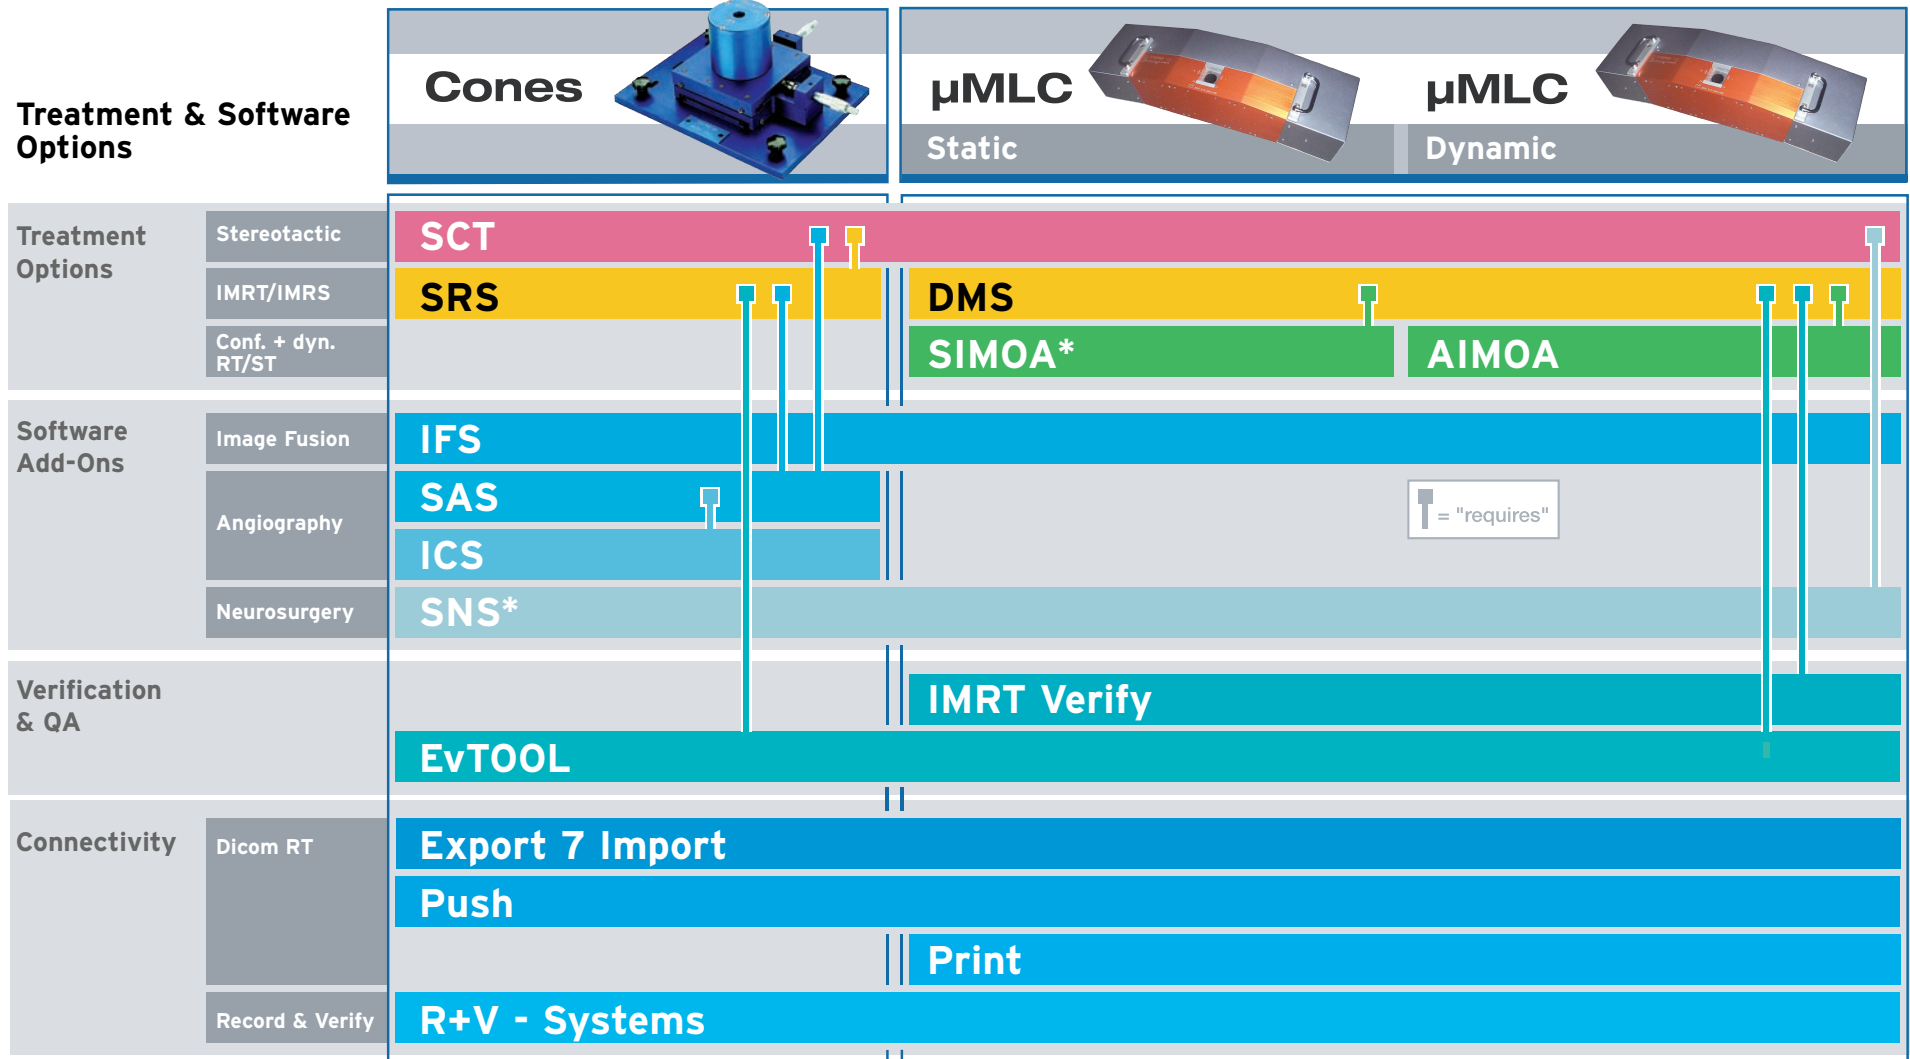 Cones
µMLC
µMLC
Treatment & Software
Options
Static
Dynamic
Treatment
Options
Stereotactic
SCT
IMRT/IMRS
SRS
DMS
Conf. + dyn.
RT/ST
SIMOA*
AIMOA
Software
Add-Ons
Image Fusion
IFS
Angiography
SAS
= "requires"
ICS
Neurosurgery
SNS*
Verification
& QA
IMRT Verify
EvTOOL
Connectivity
Dicom RT
Export 7 Import
Push
Print
Record & Verify
R+V - Systems